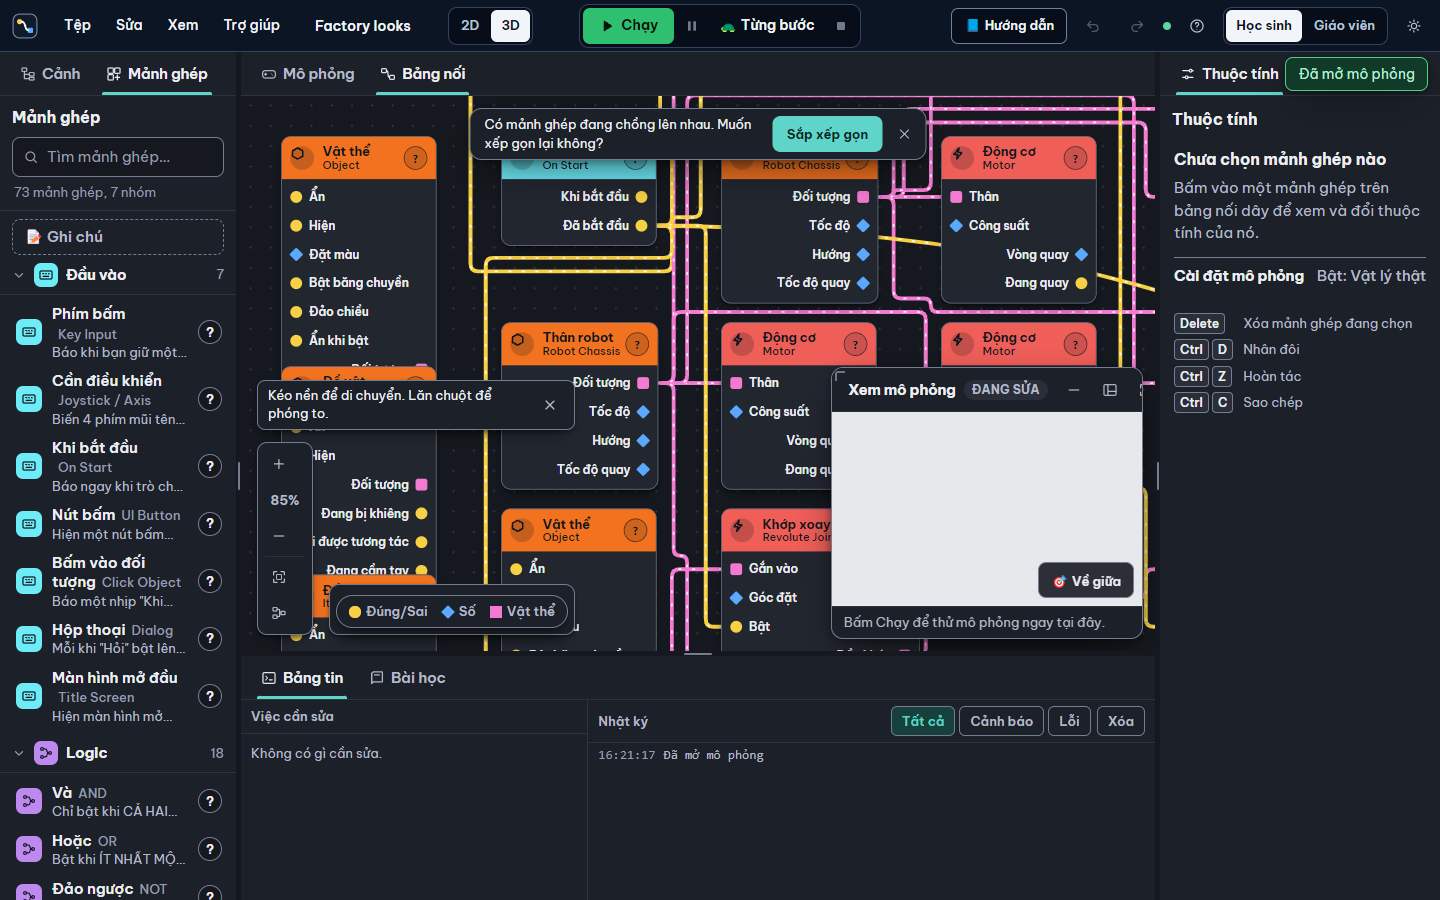 Tệp
Sửa
Xem
Trợ giúp
Factory looks
2D
3D
Chạy
Từng bước
Hướng dẫn
Học sinh
Giáo viên
Cảnh
Mảnh ghép
Mô phỏng
Bảng nối
Thuộc tính
Đã mở mô phỏng
Mảnh ghép
Tìm mảnh ghép...
73 mảnh ghép, 7 nhóm
Ghi chú
Đầu vào
7
Phím bấm
Key Input
Báo khi bạn giữ một...
?
Cần điều khiển
Joystick / Axis
Biến 4 phím mũi tên...
?
Khi bắt đầu
On Start
Báo ngay khi trò ch...
?
Nút bấm UI Button
Hiện một nút bấm...
?
Bấm vào đối
tượng Click Object
Báo một nhịp "Khi...
?
Hộp thoại Dialog
Mỗi khi "Hỏi" bật lên...
?
Màn hình mở đầu
Title Screen
Hiện màn hình mở...
?
Logic
18
Và AND
Chỉ bật khi CẢ HAI...
?
Hoặc OR
Bật khi ÍT NHẤT MỘ...
?
Đảo ngược NOT
?
Có mảnh ghép đang chồng lên nhau. Muốn
xếp gọn lại không?
Sắp xếp gọn
Vật thể
Object
?
Ẩn
Hiện
Đặt màu
Bật băng chuyền
Đảo chiều
Ẩn khi bật
On Start
Khi bắt đầu
Đã bắt đầu
Robot Chassis
Đối tượng
Tốc độ
Hướng
Tốc độ quay
Động cơ
Motor
?
Thân
Công suất
Vòng quay
Đang quay
Thân robot
Robot Chassis
?
Đối tượng
Tốc độ
Hướng
Tốc độ quay
Động cơ
Motor
?
Thân
Công suất
Vòng qu
Đang qu
Động cơ
Motor
?
Kéo nền để di chuyển. Lăn chuột để
phóng to.
Hiện
Đối tượng
Đang bị khiêng
i được tương tác
Đang cầm tay
85%
Ẩn
Vật thể
Object
?
Ẩn
Khớp xoay
Revolute Join
Gắn vào
Góc đặt
Bật
Đúng/Sai
Số
Vật thể
Xem mô phỏng
ĐANG SỬA
Về giữa
Bấm Chạy để thử mô phỏng ngay tại đây.
Bảng tin
Bài học
Việc cần sửa
Không có gì cần sửa.
Nhật ký
Tất cả
Cảnh báo
Lỗi
Xóa
16:21:17 Đã mở mô phỏng
Thuộc tính
Chưa chọn mảnh ghép nào
Bấm vào một mảnh ghép trên
bảng nối dây để xem và đổi thuộc
tính của nó.
Cài đặt mô phỏng
Bật: Vật lý thật
Delete Xóa mảnh ghép đang chọn
Ctrl D Nhân đôi
Ctrl Z Hoàn tác
Ctrl C Sao chép